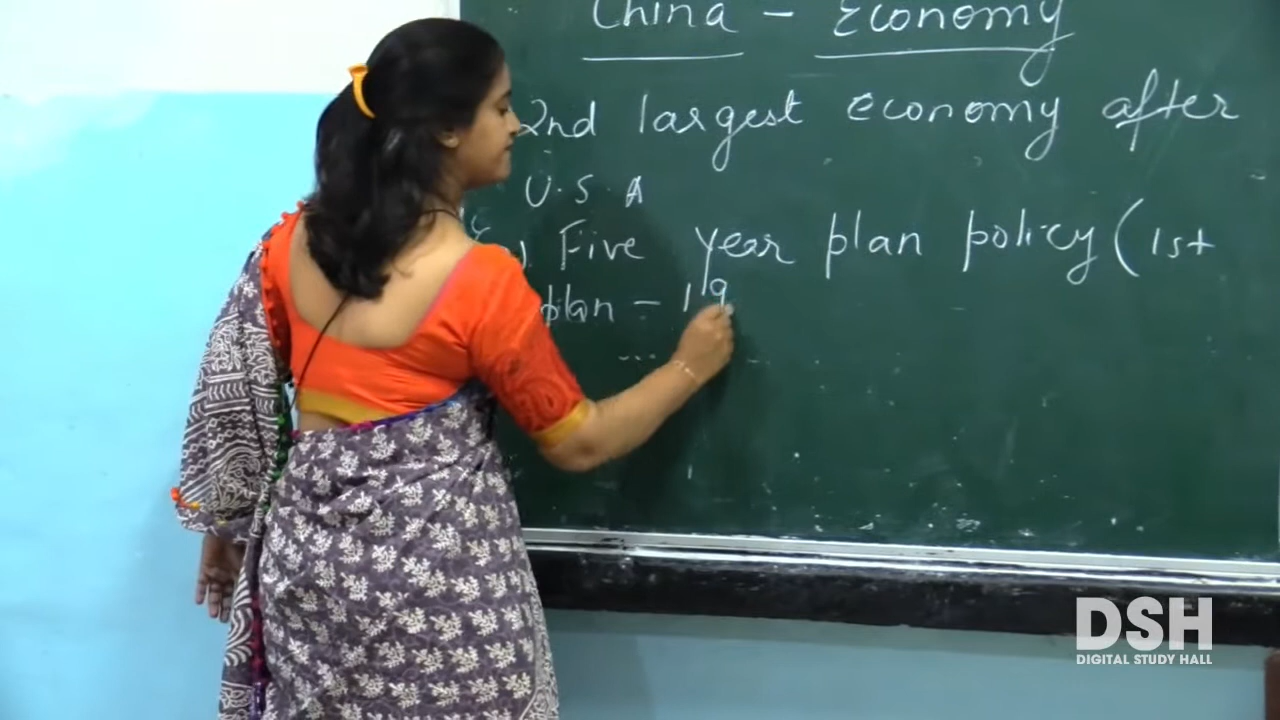 China - Economy
2nd largest economy after
U.S.A
). Five year plan policy (1st
plan - 19
DSH
DIGITAL STUDY HALL